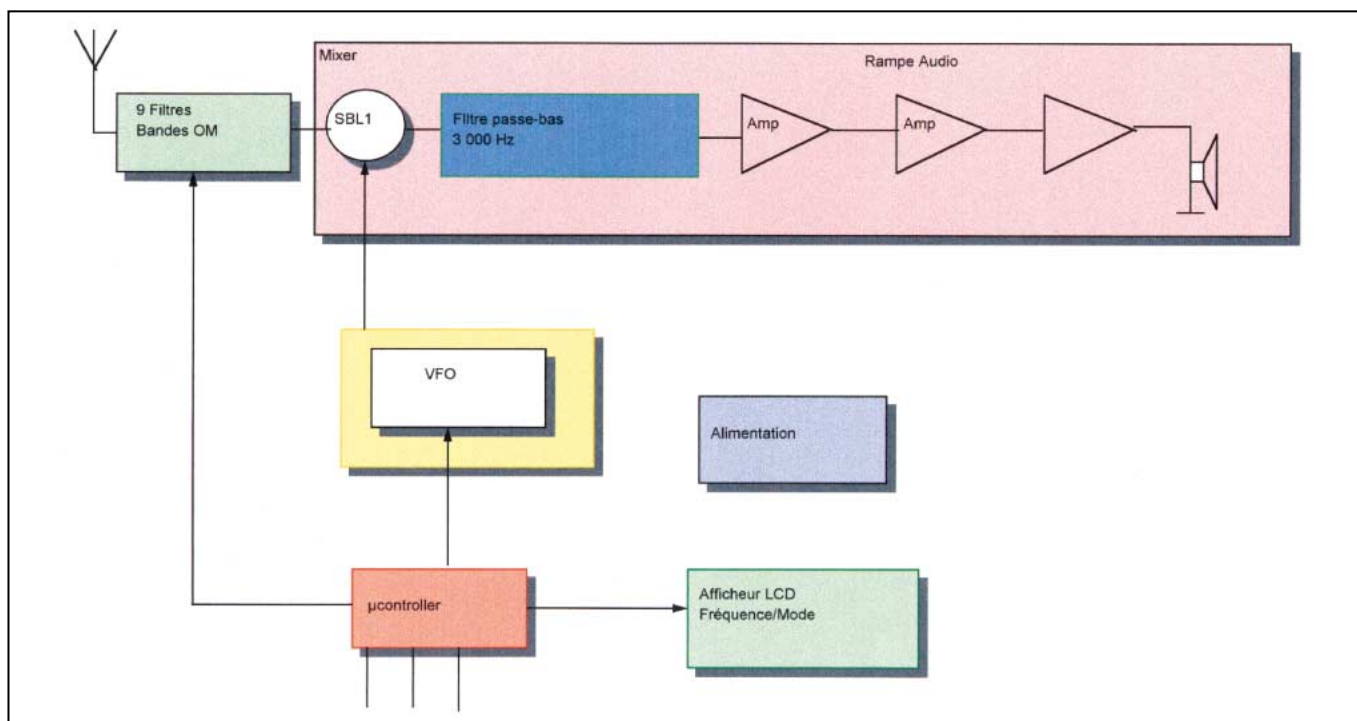 Mixer
Rampe Audio
9 Filtres
Bandes OM
SBL1
Filtre passe-bas
3 000 Hz
Amp
Amp
VFO
Alimentation
µcontroller
Afficheur LCD
Fréquence/Mode